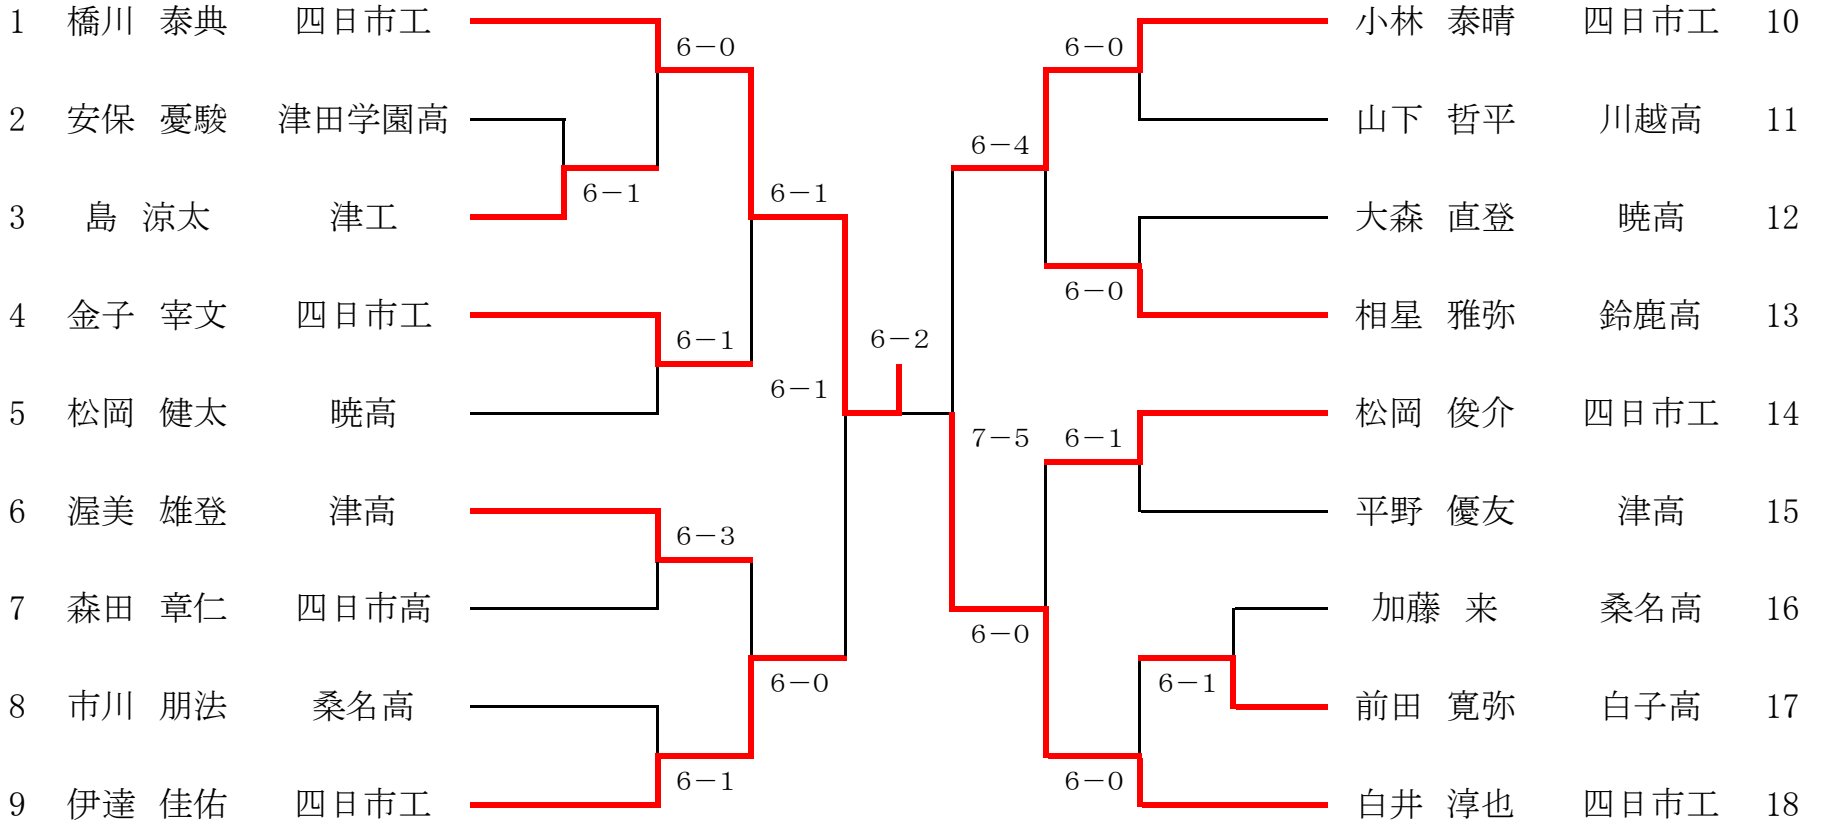 1 橋川 泰典 四日市工
2 安保 憂駿 津田学園高
3 島 涼太 津工
4 金子 宰文 四日市工
5 松岡 健太 暁高
6 渥美 雄登 津高
7 森田 章仁 四日市高
8 市川 朋法 桑名高
9 伊達 佳佑 四日市工
6-0
6-1
6-1
6-1
6-1
6-3
6-0
6-1
6-2
6-0
6-4
6-0
7-5
6-1
6-0
6-1
6-0
小林 泰晴 四日市工 10
山下 哲平 川越高 11
大森 直登 暁高 12
相星 雅弥 鈴鹿高 13
松岡 俊介 四日市工 14
平野 優友 津高 15
加藤 来 桑名高 16
前田 寛弥 白子高 17
白井 淳也 四日市工 18